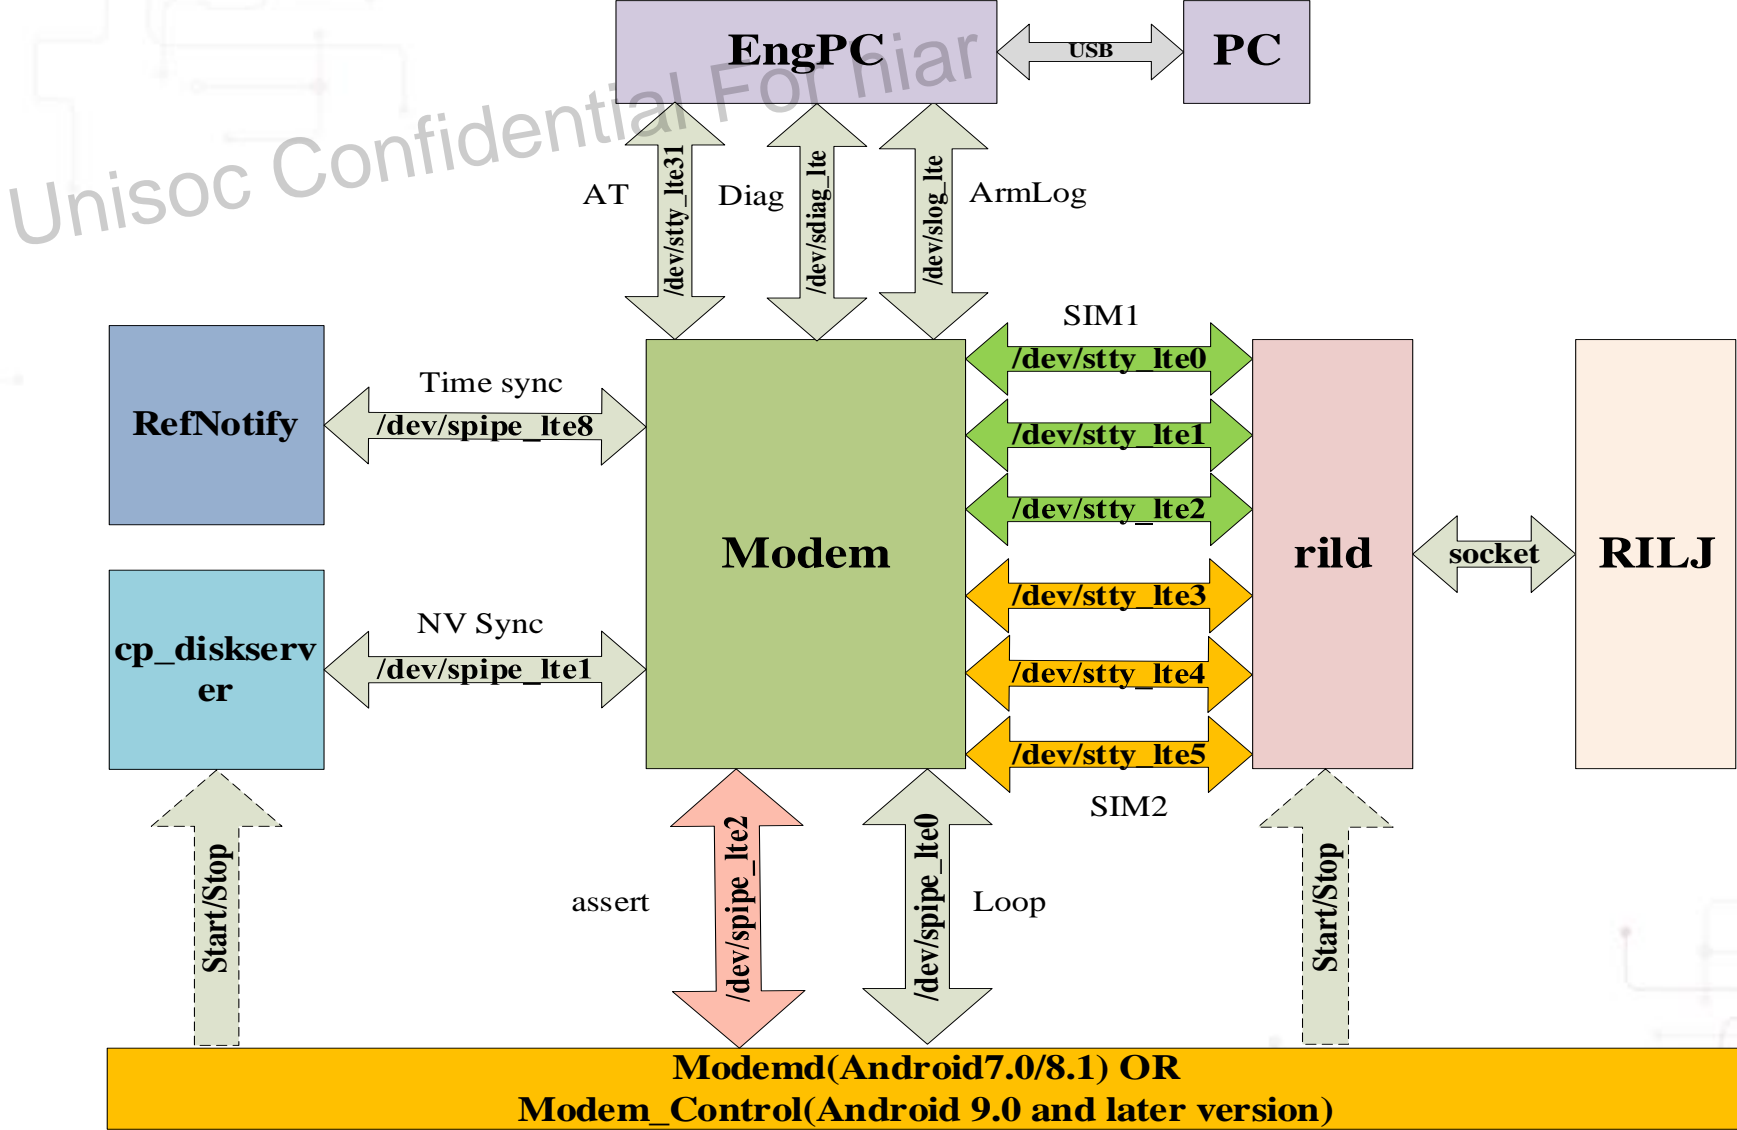 EngPC
USB
PC
Unisoc Confidential For hiar
AT
/dev/stty_lte31
Diag
/dev/sdiag_lte
/dev/slog_lte
ArmLog
SIM1
/dev/stty_lte0
Time sync
RefNotify
/dev/spipe_lte8
/dev/stty_lte1
/dev/stty_lte2
Modem
rild
socket
RILJ
/dev/stty_lte3
NV Sync
cp_diskserv
er
/dev/spipe_lte1
/dev/stty_lte4
/dev/stty_lte5
SIM2
Start/Stop
assert
/dev/spipe_lte2
/dev/spipe_lte0
Loop
Start/Stop
Modemd(Android7.0/8.1) OR
Modem_Control(Android 9.0 and later version)